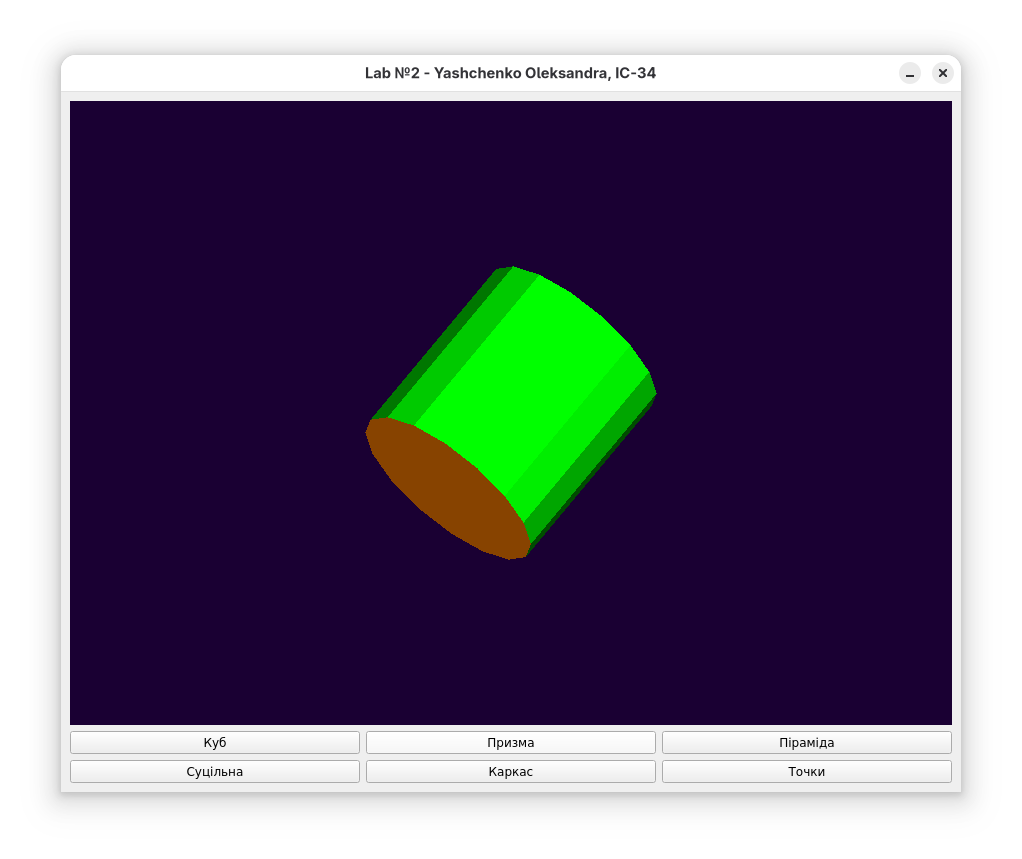 Lab №2 - Yashchenko Oleksandra, IC-34
Куб Призма Піраміда
Суцільна Каркас Точки